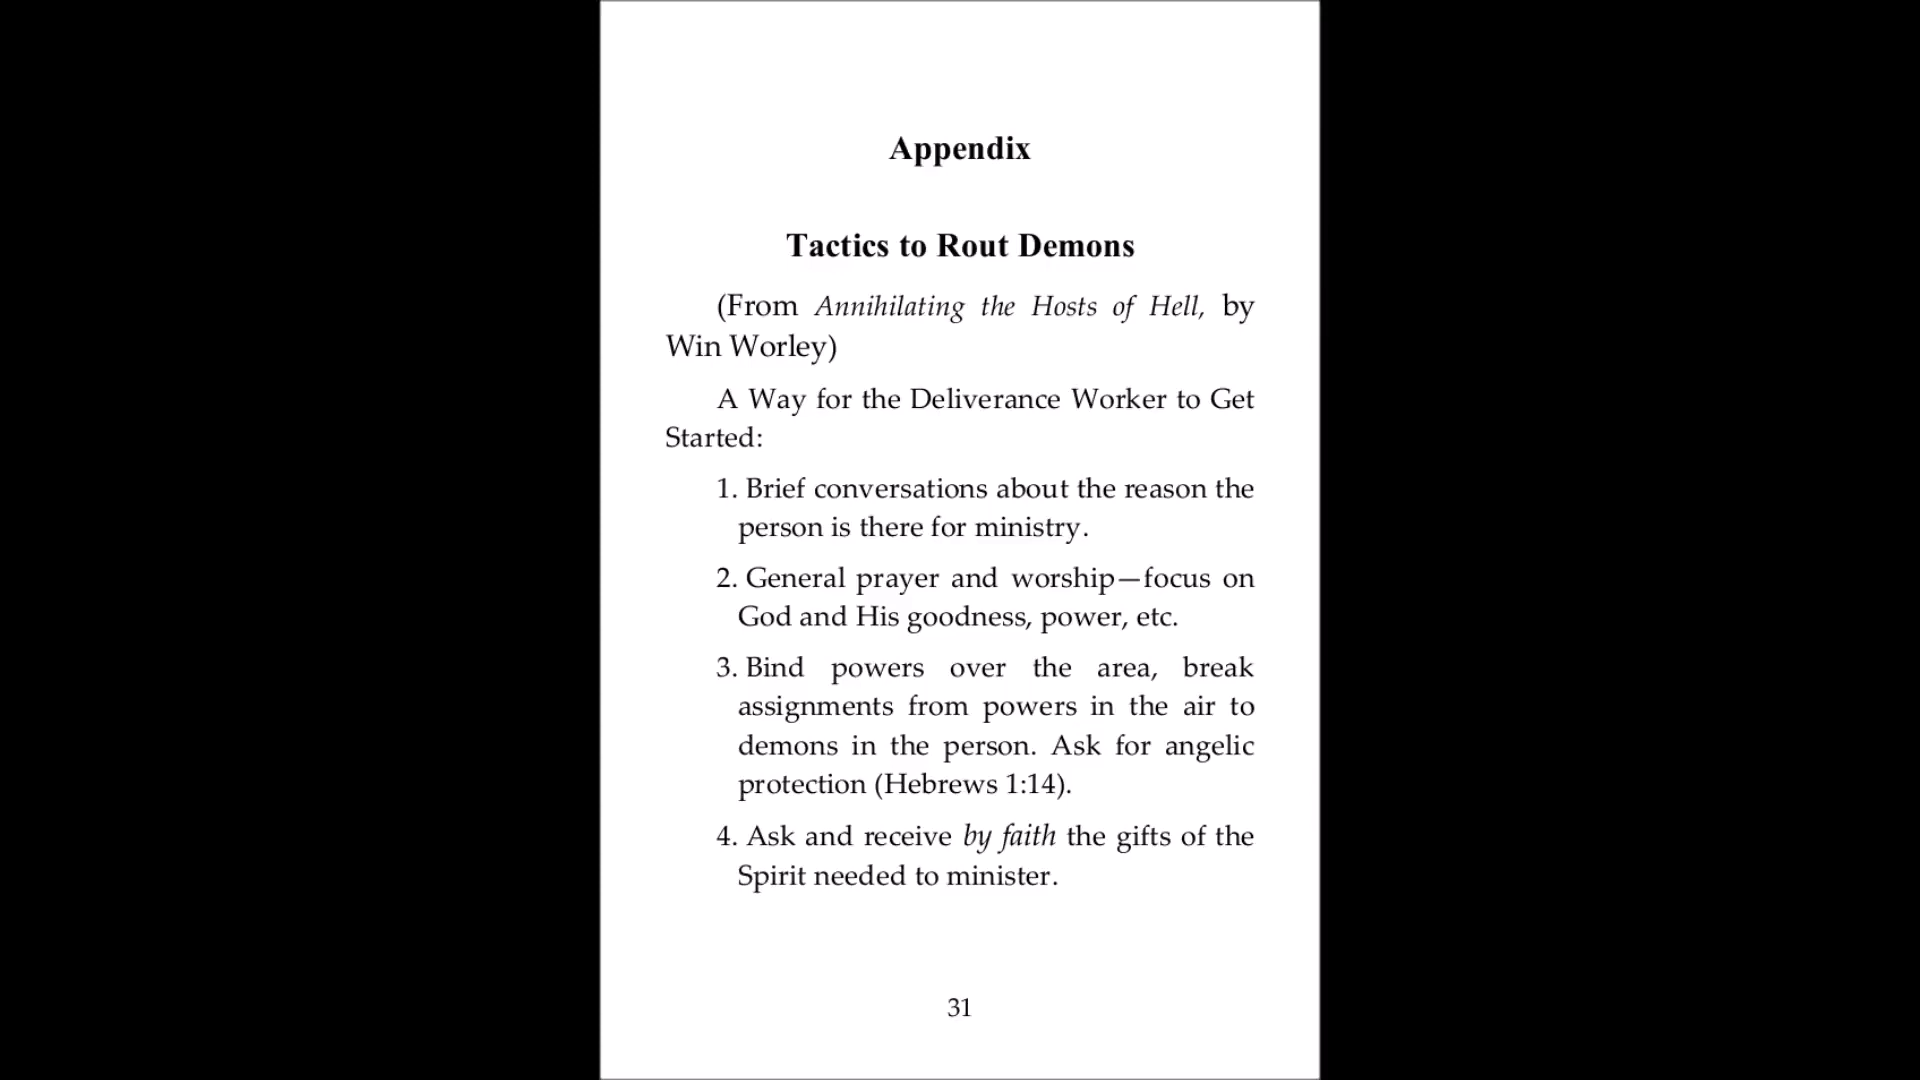 Appendix
Tactics to Rout Demons
(From Annihilating the Hosts of Hell, by
Win Worley)
A Way for the Deliverance Worker to Get
Started:
1. Brief conversations about the reason the
person is there for ministry.
2. General prayer and worship—focus on
God and His goodness, power, etc.
3. Bind powers over the area, break
assignments from powers in the air to
demons in the person. Ask for angelic
protection (Hebrews 1:14).
4. Ask and receive by faith the gifts of the
Spirit needed to minister.
31